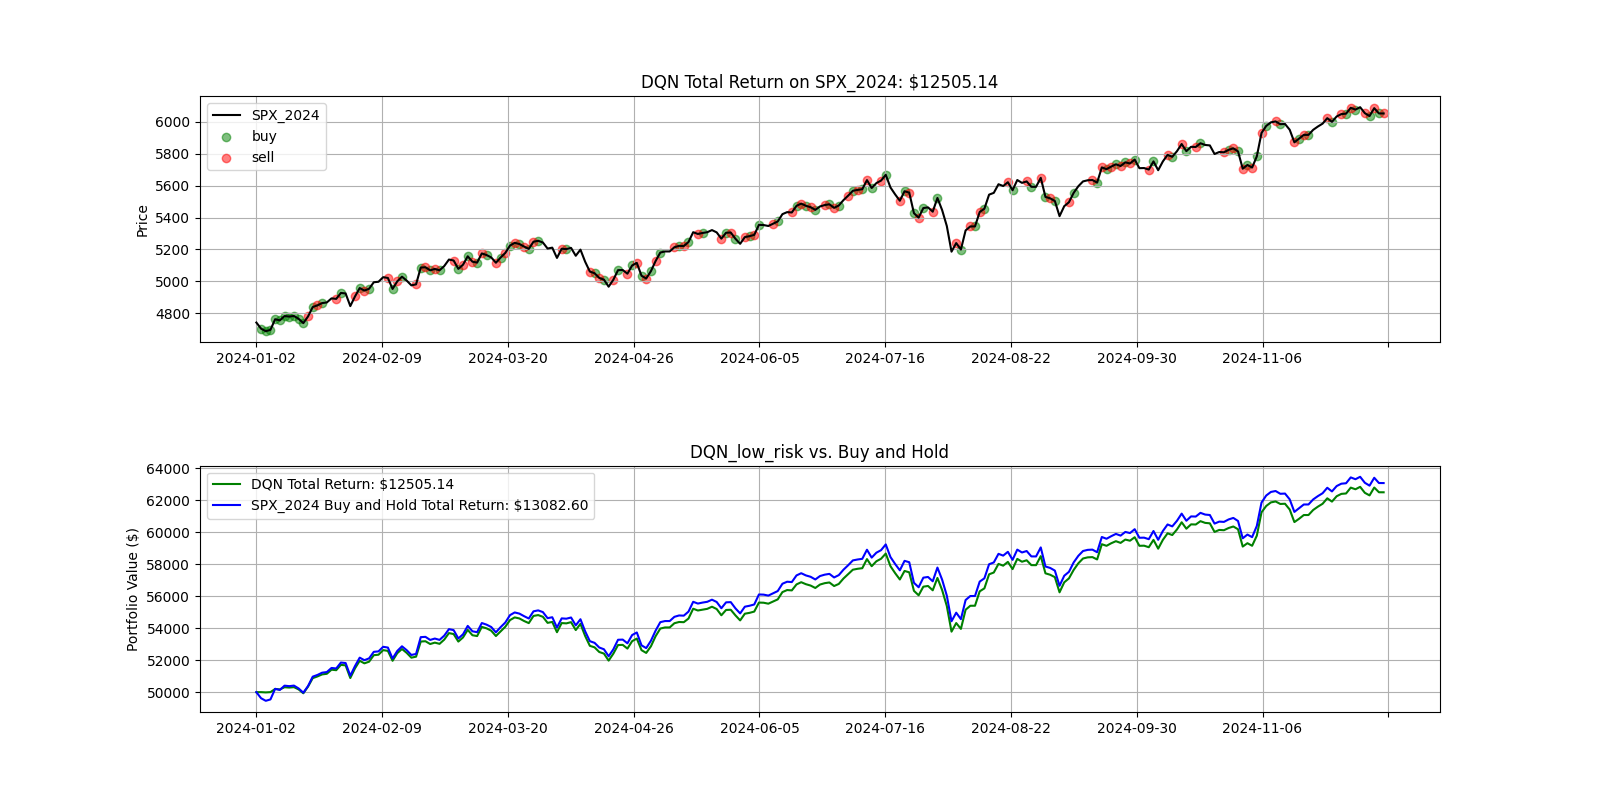 DQN Total Return on SPX_2024: $12505.14
SPX_2024
buy
sell
Price
6000
5800
5600
5400
5200
5000
4800
2024-01-02 2024-02-09 2024-03-20 2024-04-26 2024-06-05 2024-07-16 2024-08-22 2024-09-30 2024-11-06
DQN_low_risk vs. Buy and Hold
DQN Total Return: $12505.14
SPX_2024 Buy and Hold Total Return: $13082.60
Portfolio Value ($)
64000
62000
60000
58000
56000
54000
52000
50000
2024-01-02 2024-02-09 2024-03-20 2024-04-26 2024-06-05 2024-07-16 2024-08-22 2024-09-30 2024-11-06